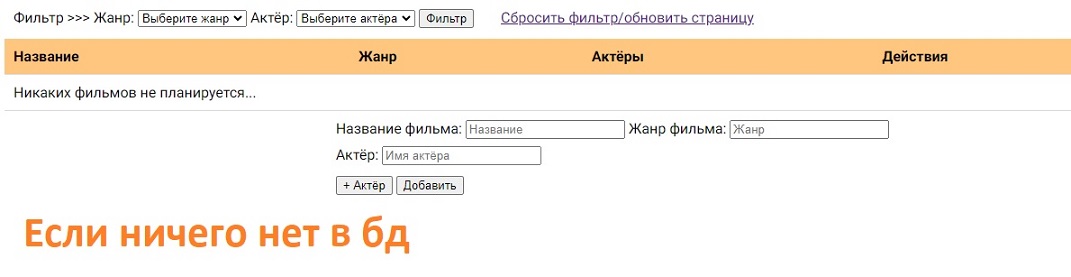 Фильтр >>> Жанр: Выберите жанр Актёр: Выберите актёра Фильтр Сбросить фильтр/обновить страницу
Название Жанр Актёры Действия
Никаких фильмов не планируется...
Название фильма: Название Жанр фильма: Жанр
Актёр: Имя актёра
+ Актёр Добавить
Если ничего нет в бд